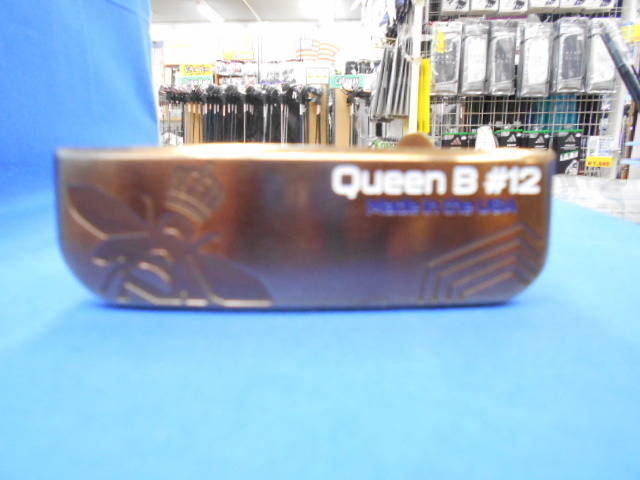 Queen B #12
Made in the USA